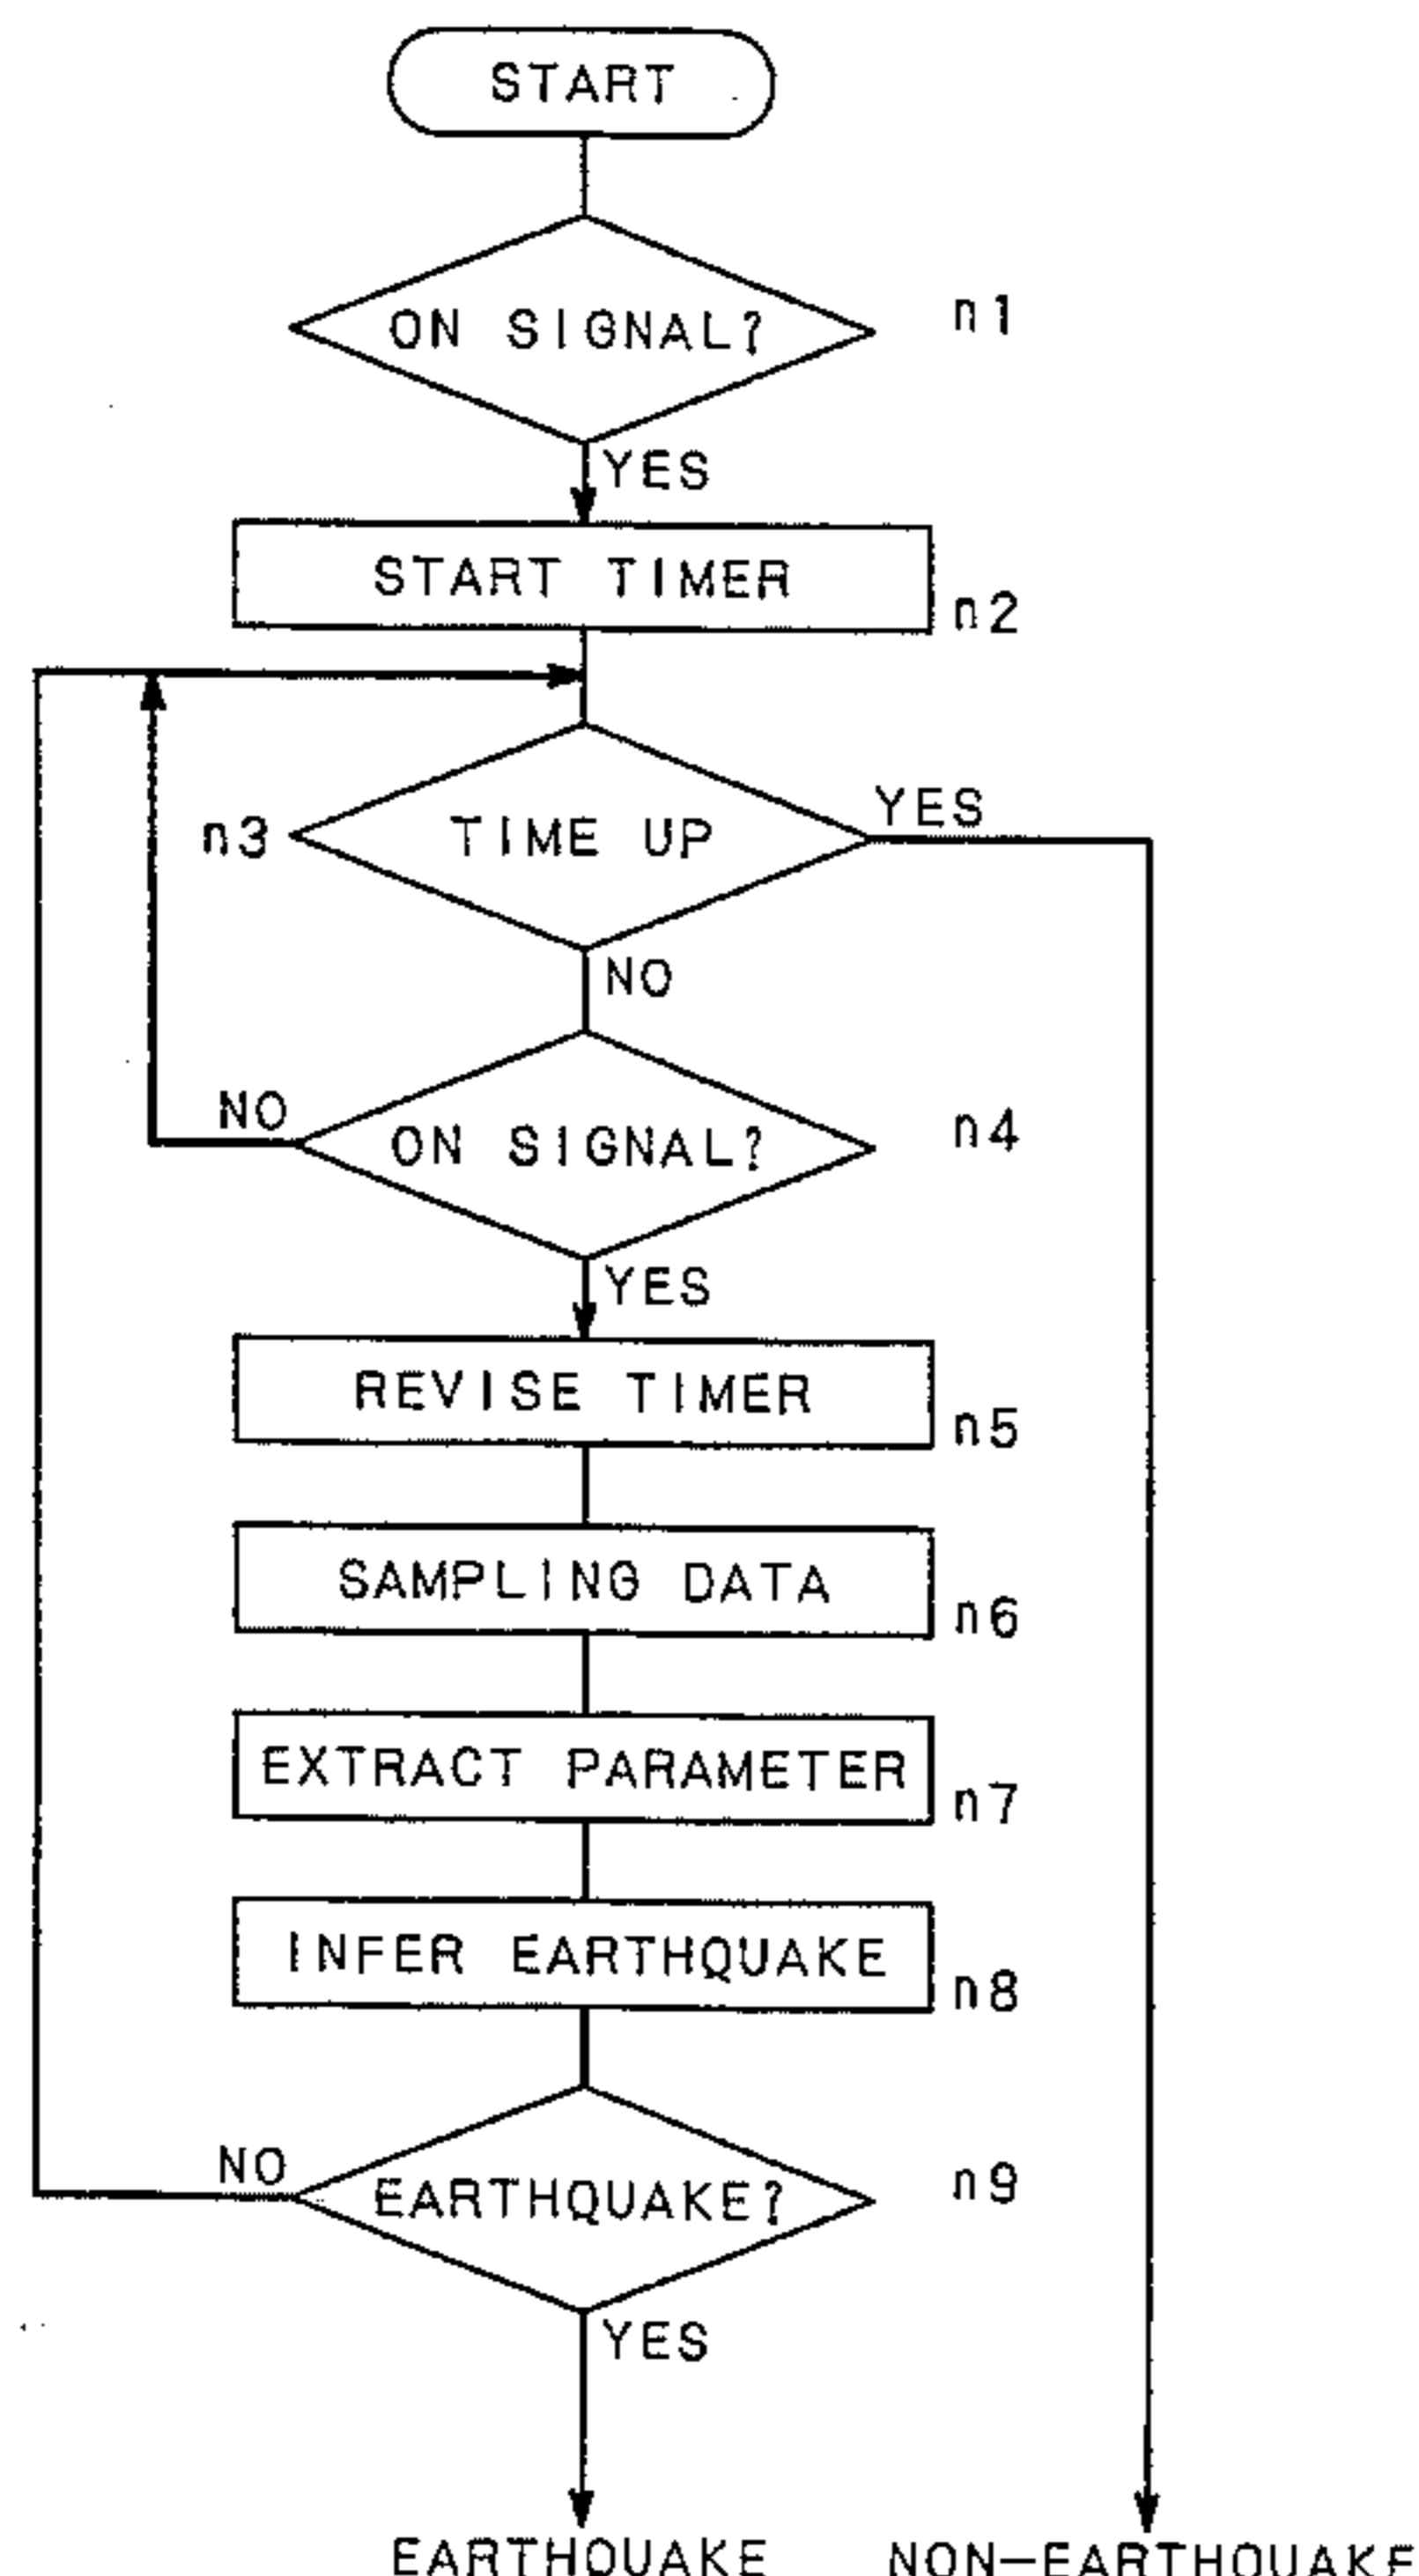 START
ON SIGNAL?
n1
YES
START TIMER
n2
YES
n3
TIME UP
NO
NO
ON SIGNAL?
n4
YES
REVISE TIMER
n5
SAMPLING DATA
n6
EXTRACT PARAMETER
n7
INFER EARTHQUAKE
n8
NO
EARTHQUAKE?
n9
YES
EARTHQUAKE
NON-EARTHQUAKE